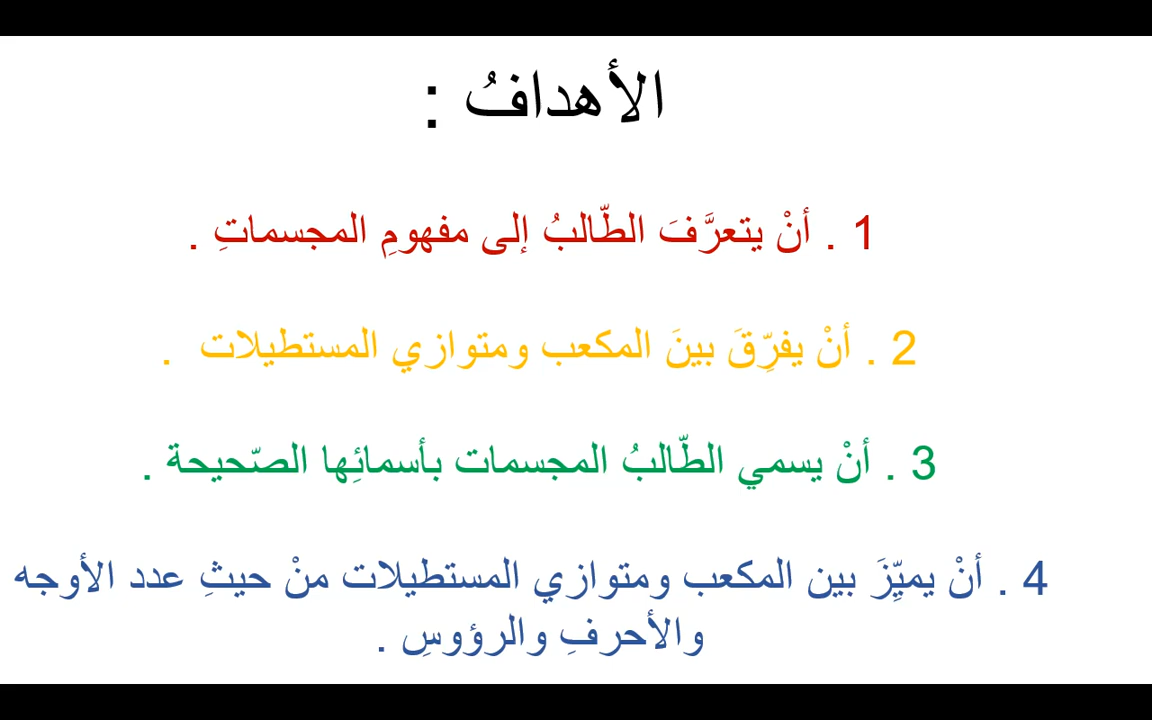 الأهدافُ :
1 . أنْ يتعرَّفَ الطّالبُ إلى مفهومِ المجسماتِ .
2 . أنْ يفرِّقَ بينَ المكعب ومتوازي المستطيلات .
3 . أنْ يسمي الطّالبُ المجسمات بأسمائِها الصّحيحة .
4 . أنْ يميِّزَ بين المكعب ومتوازي المستطيلات منْ حيثِ عدد الأوجه
والأحرفِ والرؤوسِ .